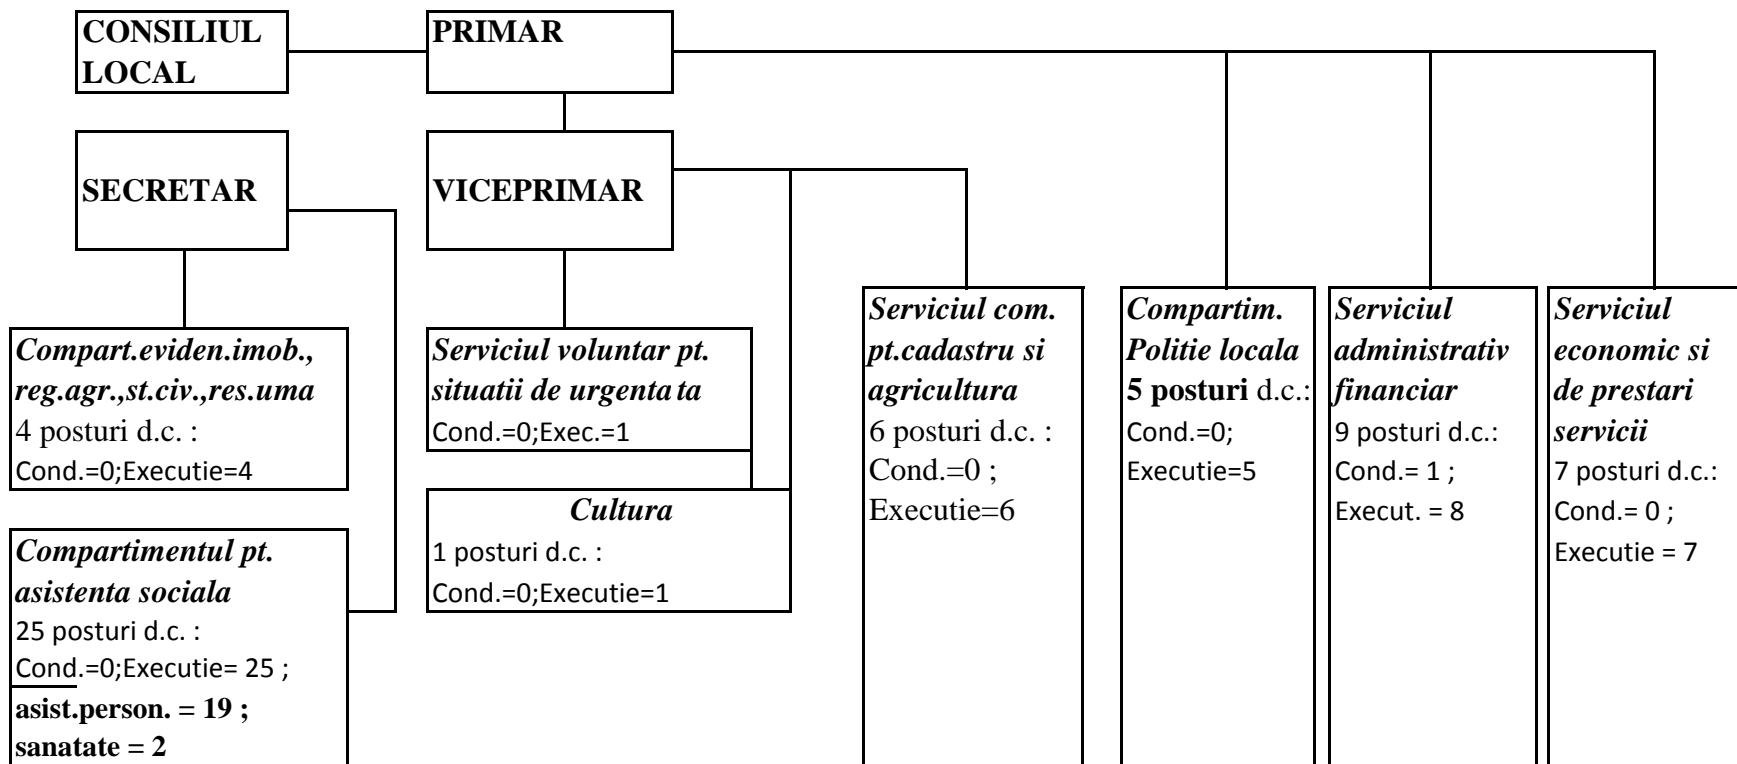 CONSILIUL
LOCAL
PRIMAR
SECRETAR
VICEPRIMAR
Compart.eviden.imob.,
reg.agr.,st.civ.,res.uma
4 posturi d.c. :
Cond.=0;Executie=4
Compartimentul pt.
asistenta sociala
25 posturi d.c. :
Cond.=0;Executie= 25 ;
asist.person. = 19 ;
sanatate = 2
Serviciul voluntar pt.
situatii de urgenta ta
Cond.=0;Exec.=1
Cultura
1 posturi d.c. :
Cond.=0;Executie=1
Serviciul com.
pt.cadastru si
agricultura
6 posturi d.c. :
Cond.=0 ;
Executie=6
Compartim.
Politie locala
5 posturi d.c.:
Cond.=0;
Executie=5
Serviciul
administrativ
financiar
9 posturi d.c.:
Cond.= 1 ;
Execut. = 8
Serviciul
economic si
de prestari
servicii
7 posturi d.c.:
Cond.= 0 ;
Executie = 7